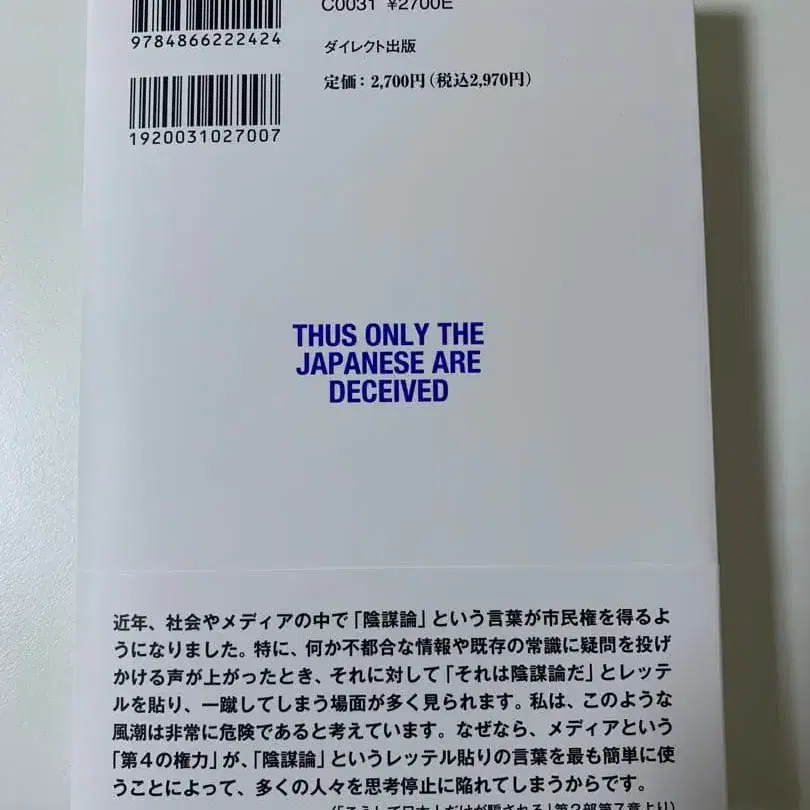 C0031 ¥2700E
9784866222424
ダイレクト出版
定価：2,700円（税込2,970円）
1920031027007
THUS ONLY THE
JAPANESE ARE
DECEIVED
近年、社会やメディアの中で「陰謀論」という言葉が市民権を得るよ
うになりました。特に、何か不都合な情報や既存の常識に疑問を投げ
かける声が上がったとき、それに対して「それは陰謀論だ」とレッテ
ルを貼り、一蹴してしまう場面が多く見られます。私は、このような
風潮は非常に危険であると考えています。なぜなら、メディアという
「第4の権力」が、「陰謀論」というレッテル貼りの言葉を最も簡単に使
うことによって、多くの人々を思考停止に陥れてしまうからです。